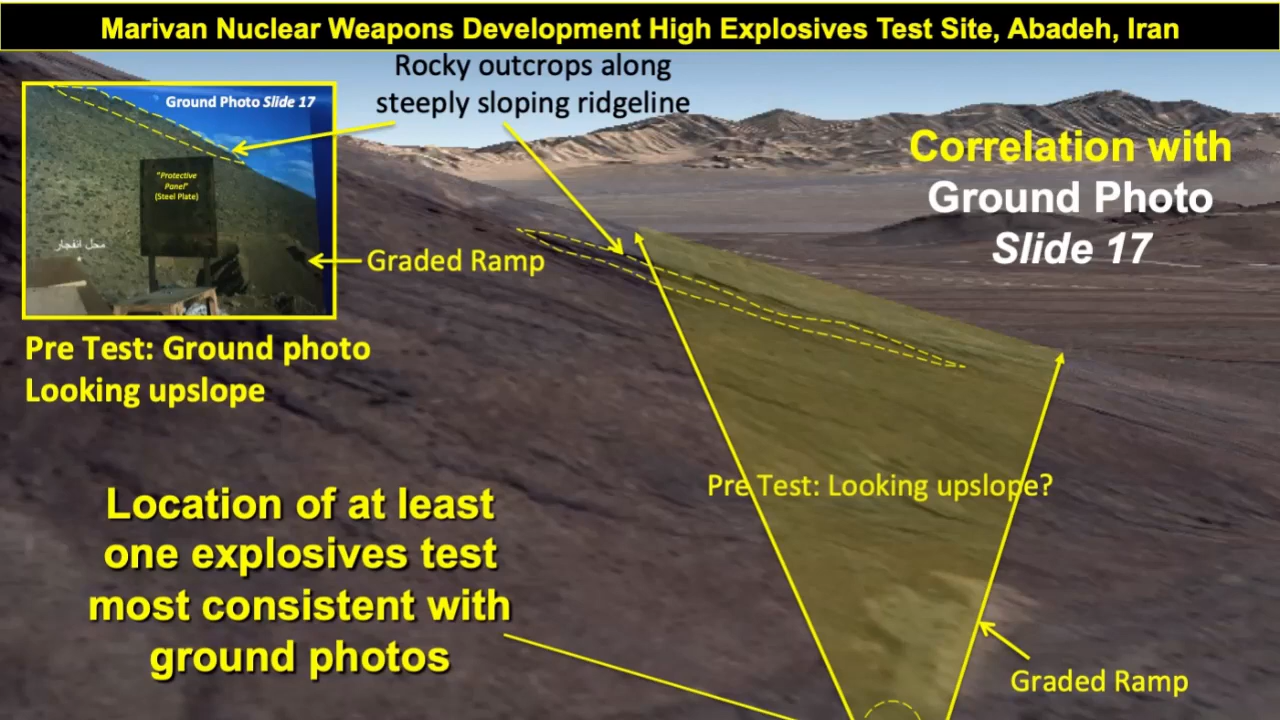 Marivan Nuclear Weapons Development High Explosives Test Site, Abadeh, Iran
Rocky outcrops along
steeply sloping ridgeline
Ground Photo Slide 17
"Protective
Panel"
(Steel Plate)
محل انفجار
Graded Ramp
Correlation with
Ground Photo
Slide 17
Pre Test: Ground photo
Looking upslope
Pre Test: Looking upslope?
Location of at least
one explosives test
most consistent with
ground photos
Graded Ramp